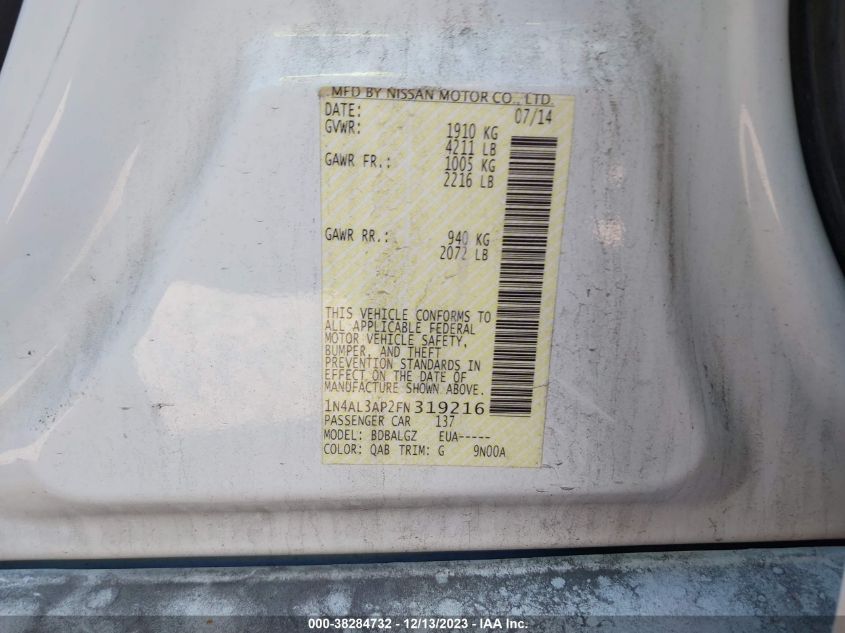 MFD BY NISSAN MOTOR CO., LTD.
DATE: 07/14
GVWR: 1910 KG
4211 LB
GAWR FR.: 1005 KG
2216 LB
GAWR RR.: 940 KG
2072 LB
THIS VEHICLE CONFORMS TO
ALL APPLICABLE FEDERAL
MOTOR VEHICLE SAFETY,
BUMPER, AND THEFT
PREVENTION STANDARDS IN
EFFECT ON THE DATE OF
MANUFACTURE SHOWN ABOVE.
1N4AL3AP2FN319216
PASSENGER CAR 137
MODEL: BDBALGZ EUA-----
COLOR: QAB TRIM: G 9N00A
000-38284732 - 12/13/2023 - IAAI.com